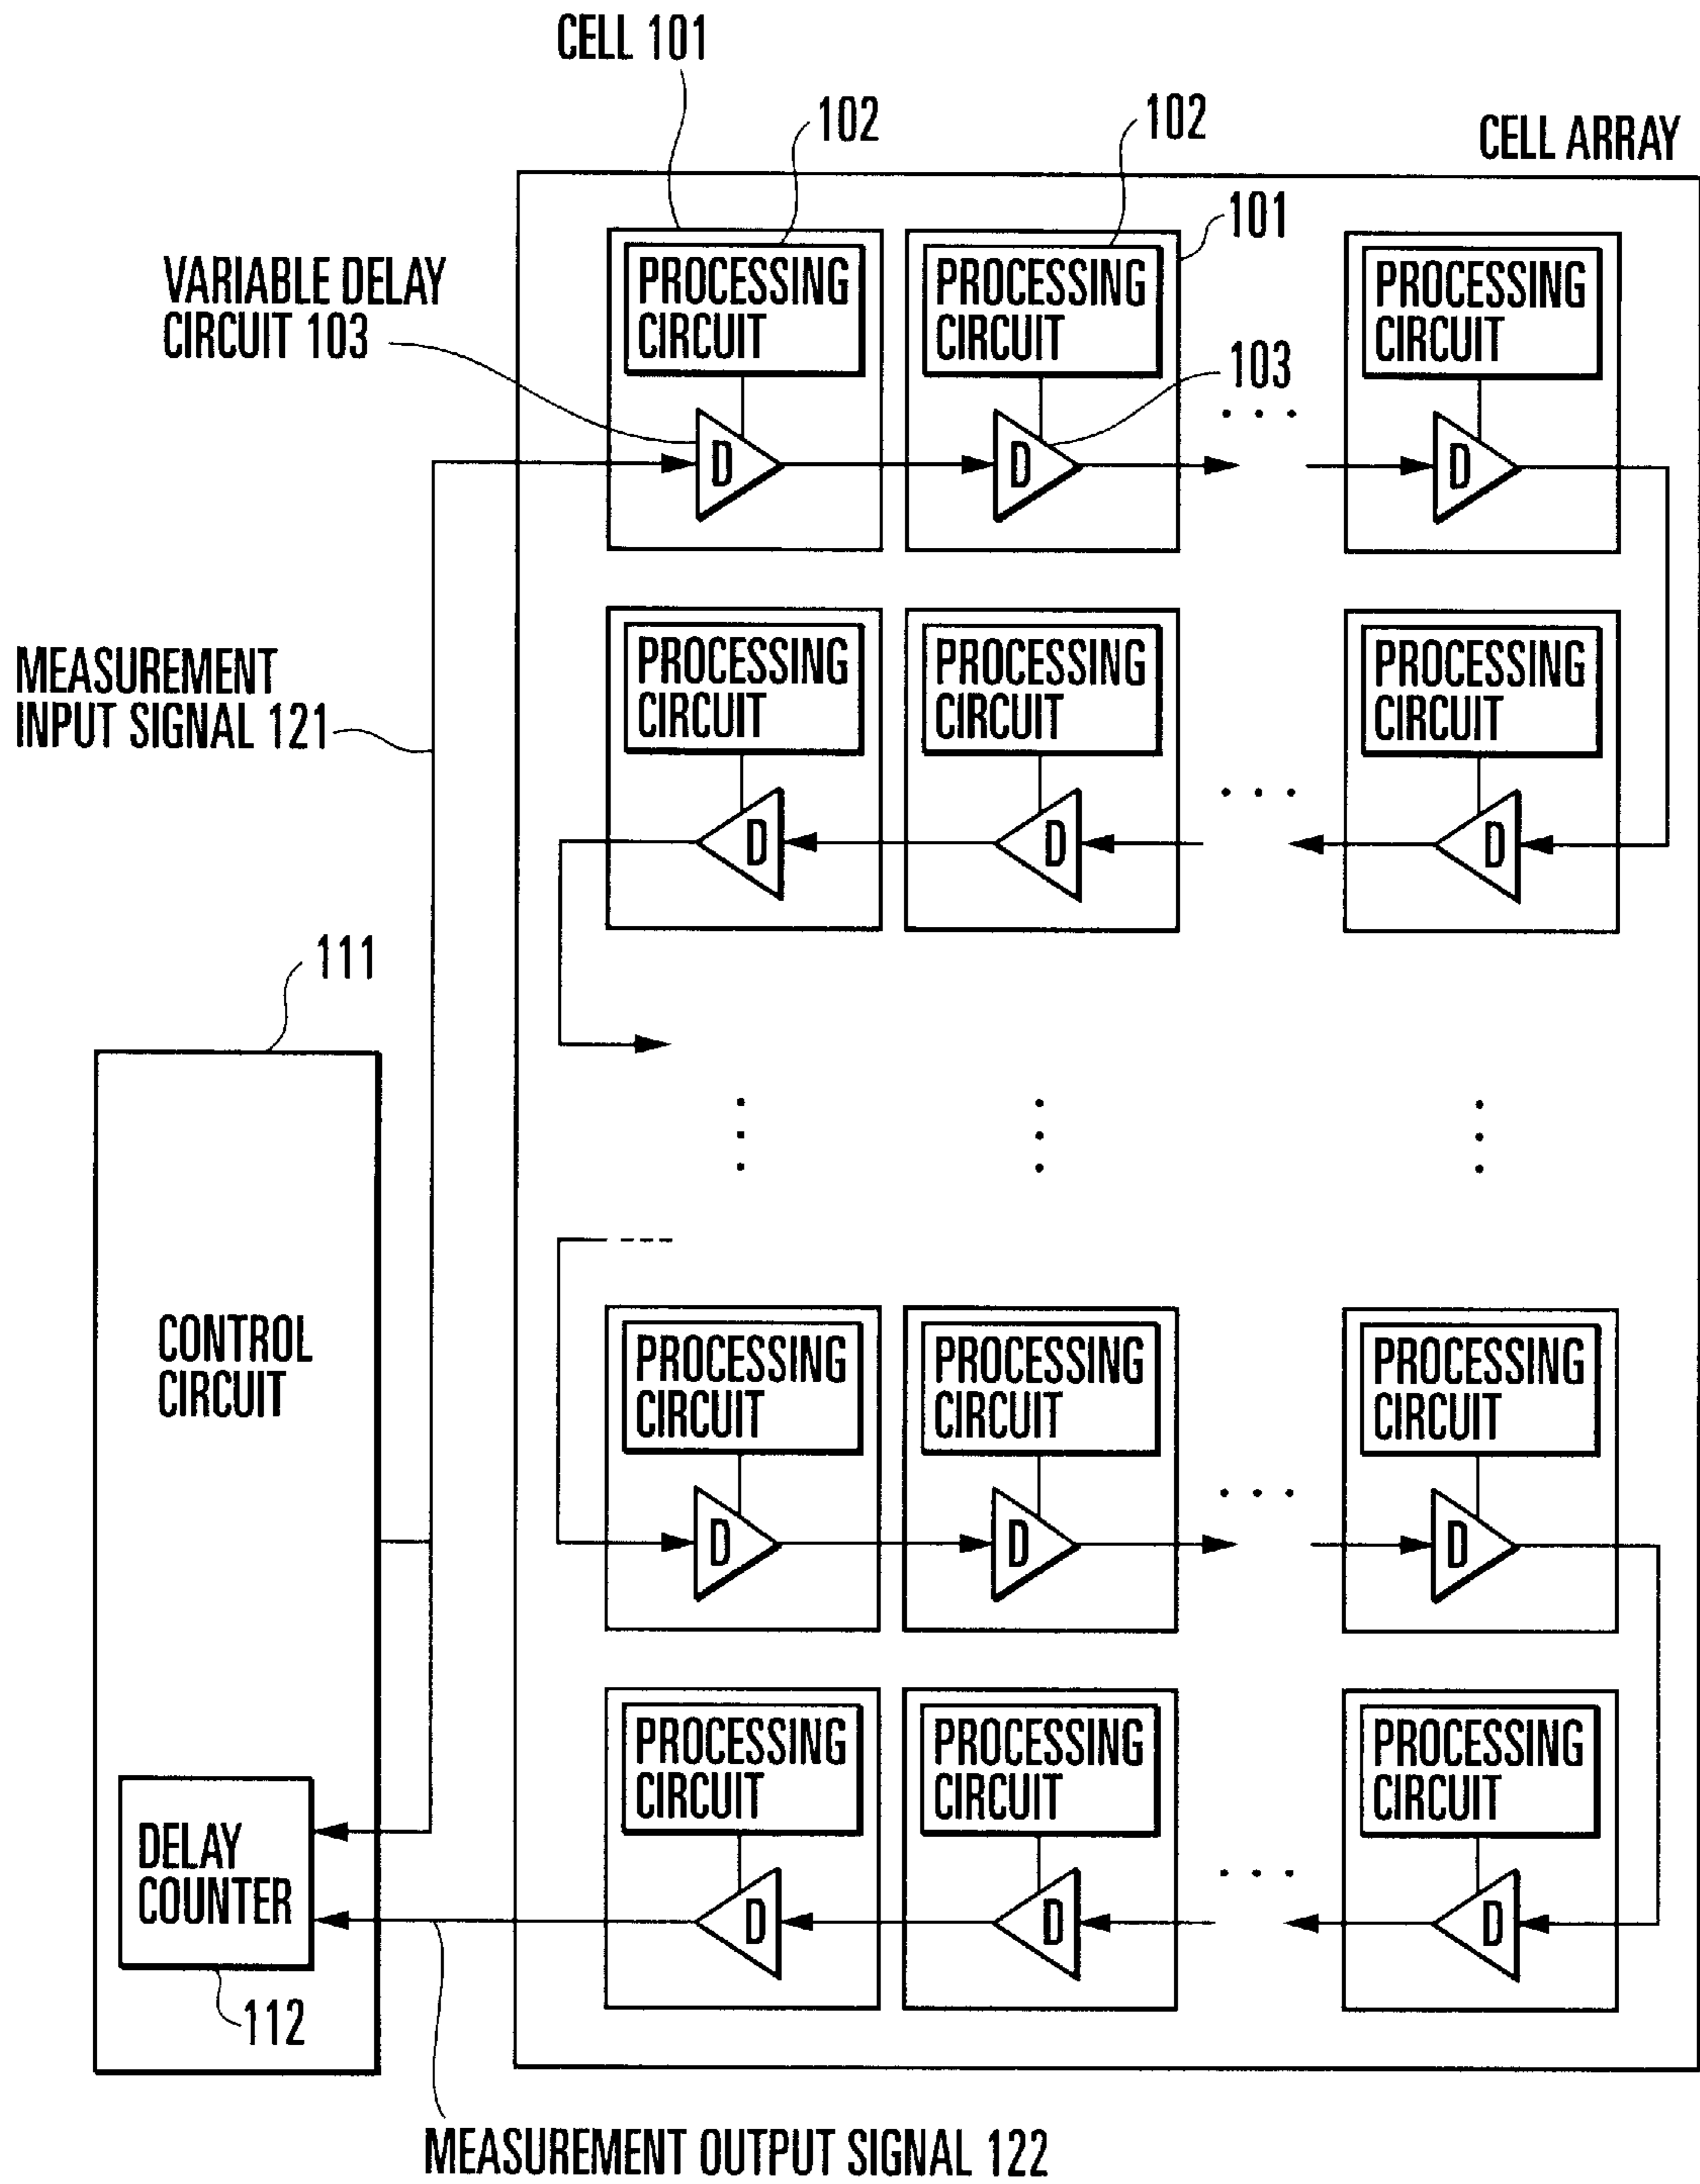 CELL 101
102
102
CELL ARRAY
101
VARIABLE DELAY
CIRCUIT 103
PROCESSING
CIRCUIT
PROCESSING
CIRCUIT
PROCESSING
CIRCUIT
103
D
D
D
MEASUREMENT
INPUT SIGNAL 121
PROCESSING
CIRCUIT
PROCESSING
CIRCUIT
PROCESSING
CIRCUIT
D
D
D
111
CONTROL
CIRCUIT
PROCESSING
CIRCUIT
PROCESSING
CIRCUIT
PROCESSING
CIRCUIT
D
D
D
PROCESSING
CIRCUIT
PROCESSING
CIRCUIT
PROCESSING
CIRCUIT
DELAY
COUNTER
D
D
D
112
MEASUREMENT OUTPUT SIGNAL 122